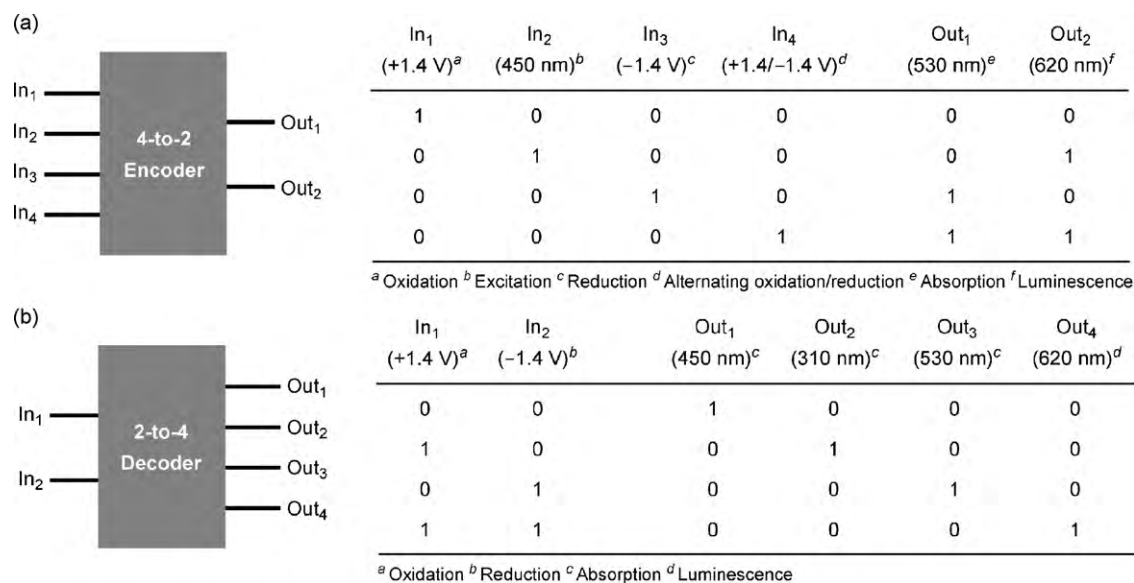 (a)
In₁
In₂
In₃
In₄
4-to-2
Encoder
Out₁
Out₂
In₁ In₂ In₃ In₄ Out₁ Out₂
(+1.4 V)ᵃ (450 nm)ᵇ (−1.4 V)ᶜ (+1.4/−1.4 V)ᵈ (530 nm)ᵉ (620 nm)ᶠ
1 0 0 0 0 0
0 1 0 0 0 1
0 0 1 0 1 0
0 0 0 1 1 1
ᵃ Oxidation ᵇ Excitation ᶜ Reduction ᵈ Alternating oxidation/reduction ᵉ Absorption ᶠ Luminescence
(b)
In₁
In₂
2-to-4
Decoder
Out₁
Out₂
Out₃
Out₄
In₁ In₂ Out₁ Out₂ Out₃ Out₄
(+1.4 V)ᵃ (−1.4 V)ᵇ (450 nm)ᶜ (310 nm)ᶜ (530 nm)ᶜ (620 nm)ᵈ
0 0 1 0 0 0
1 0 0 1 0 0
0 1 0 0 1 0
1 1 0 0 0 1
ᵃ Oxidation ᵇ Reduction ᶜ Absorption ᵈ Luminescence